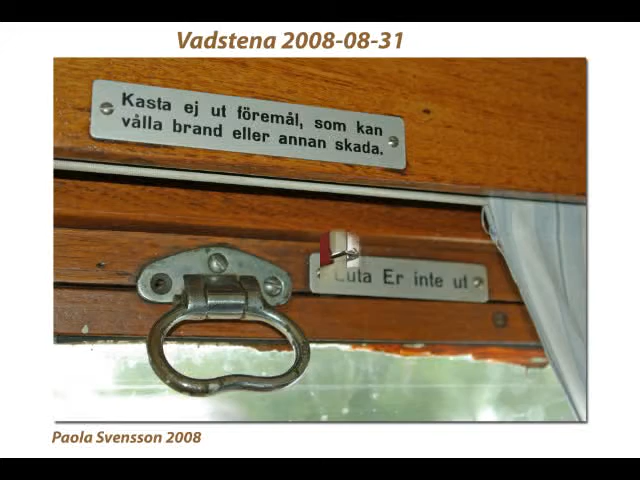 Vadstena 2008-08-31
Kasta ej ut föremål, som kan
vålla brand eller annan skada.
Luta Er inte ut
Paola Svensson 2008